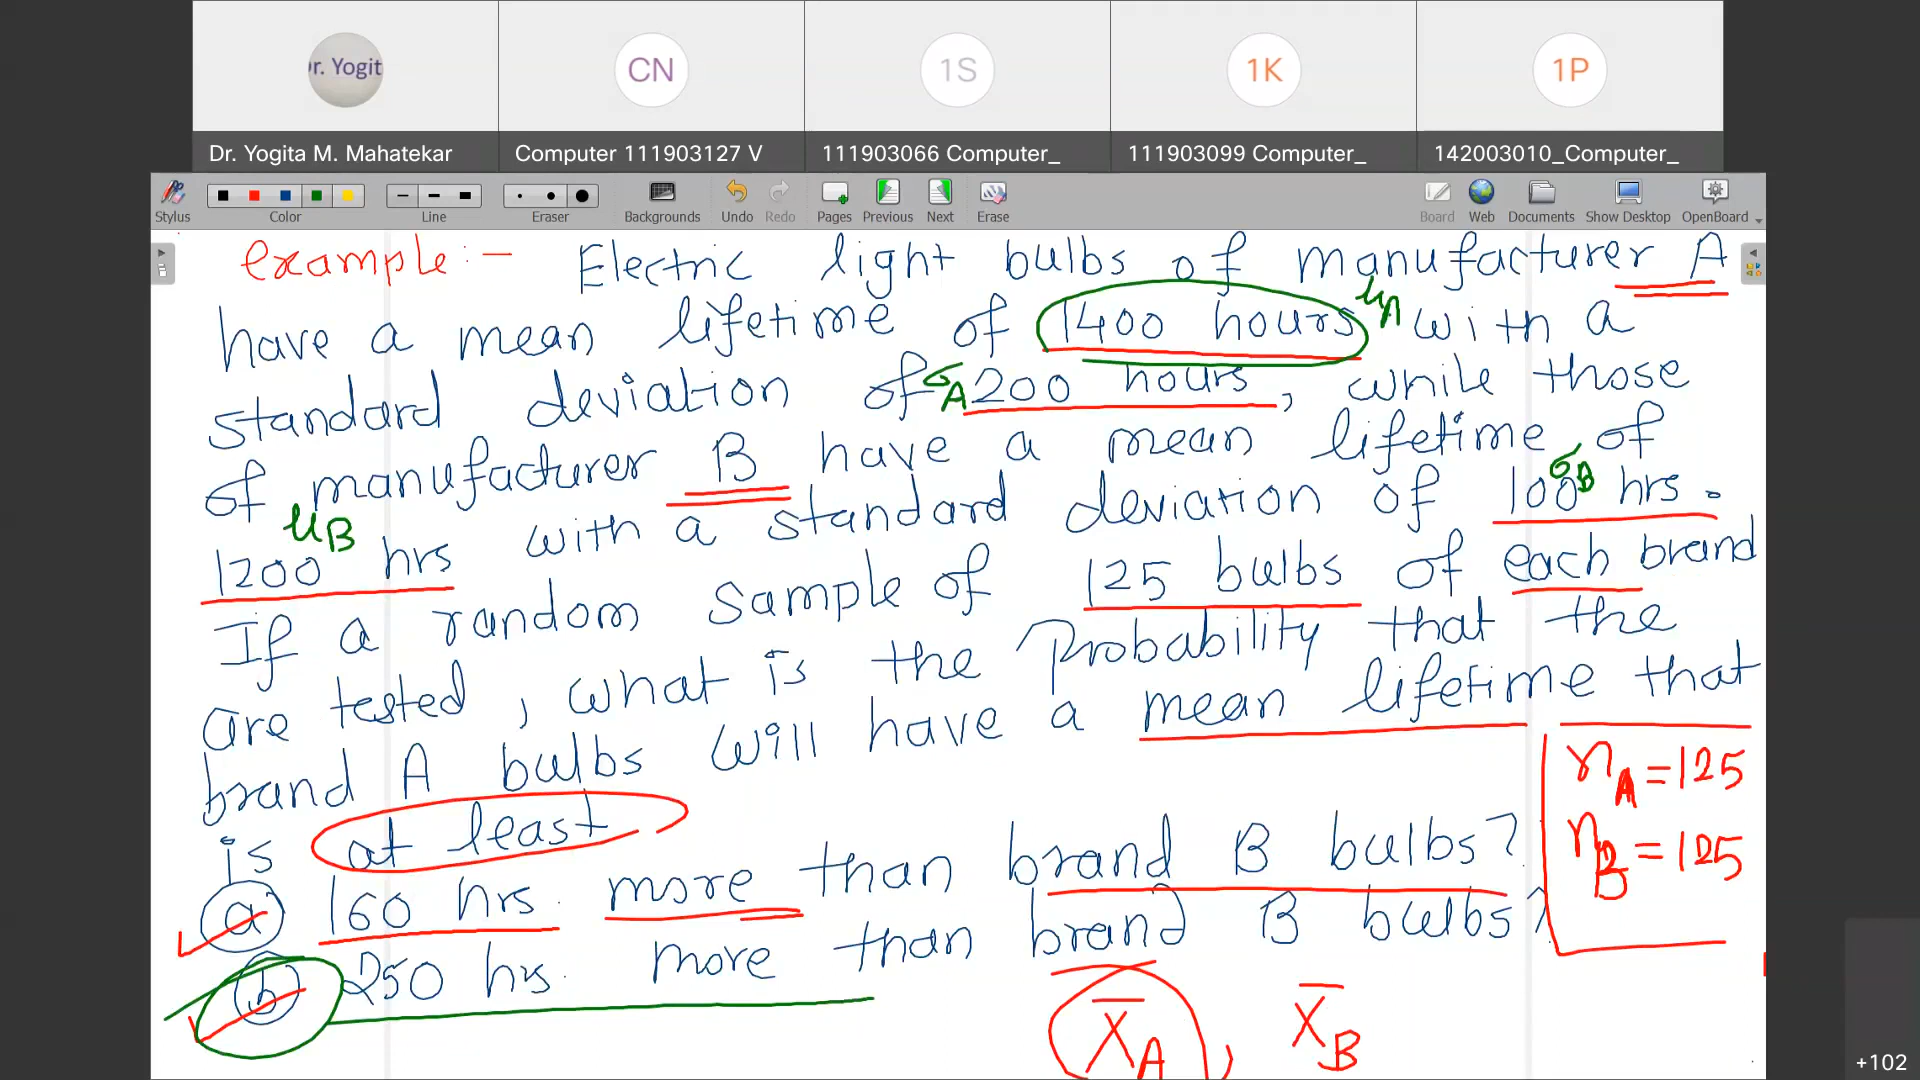 r. Yogit
CN
1S
1K
1P
Dr. Yogita M. Mahatekar
Computer 111903127 V
111903066 Computer_
111903099 Computer_
142003010_Computer_
Stylus
Color
Line
Eraser
Backgrounds
Undo
Redo
Pages
Previous
Next
Erase
Board
Web
Documents
Show Desktop
OpenBoard
example :- Electric light bulbs of manufacturer A
have a mean lifetime of 1400 hours μA with a
standard deviation of σA 200 hours, while those
of manufacturer B have a mean lifetime of
μB σB
1200 hrs with a standard deviation of 100 hrs.
If a random sample of 125 bulbs of each brand
are tested, what is the Probability that the
brand A bulbs will have a mean lifetime that
is at least
nA = 125
nB = 125
(a) 160 hrs. more than brand B bulbs?
(b) 250 hrs. more than brand B bulbs?
X̄A , X̄B
+102